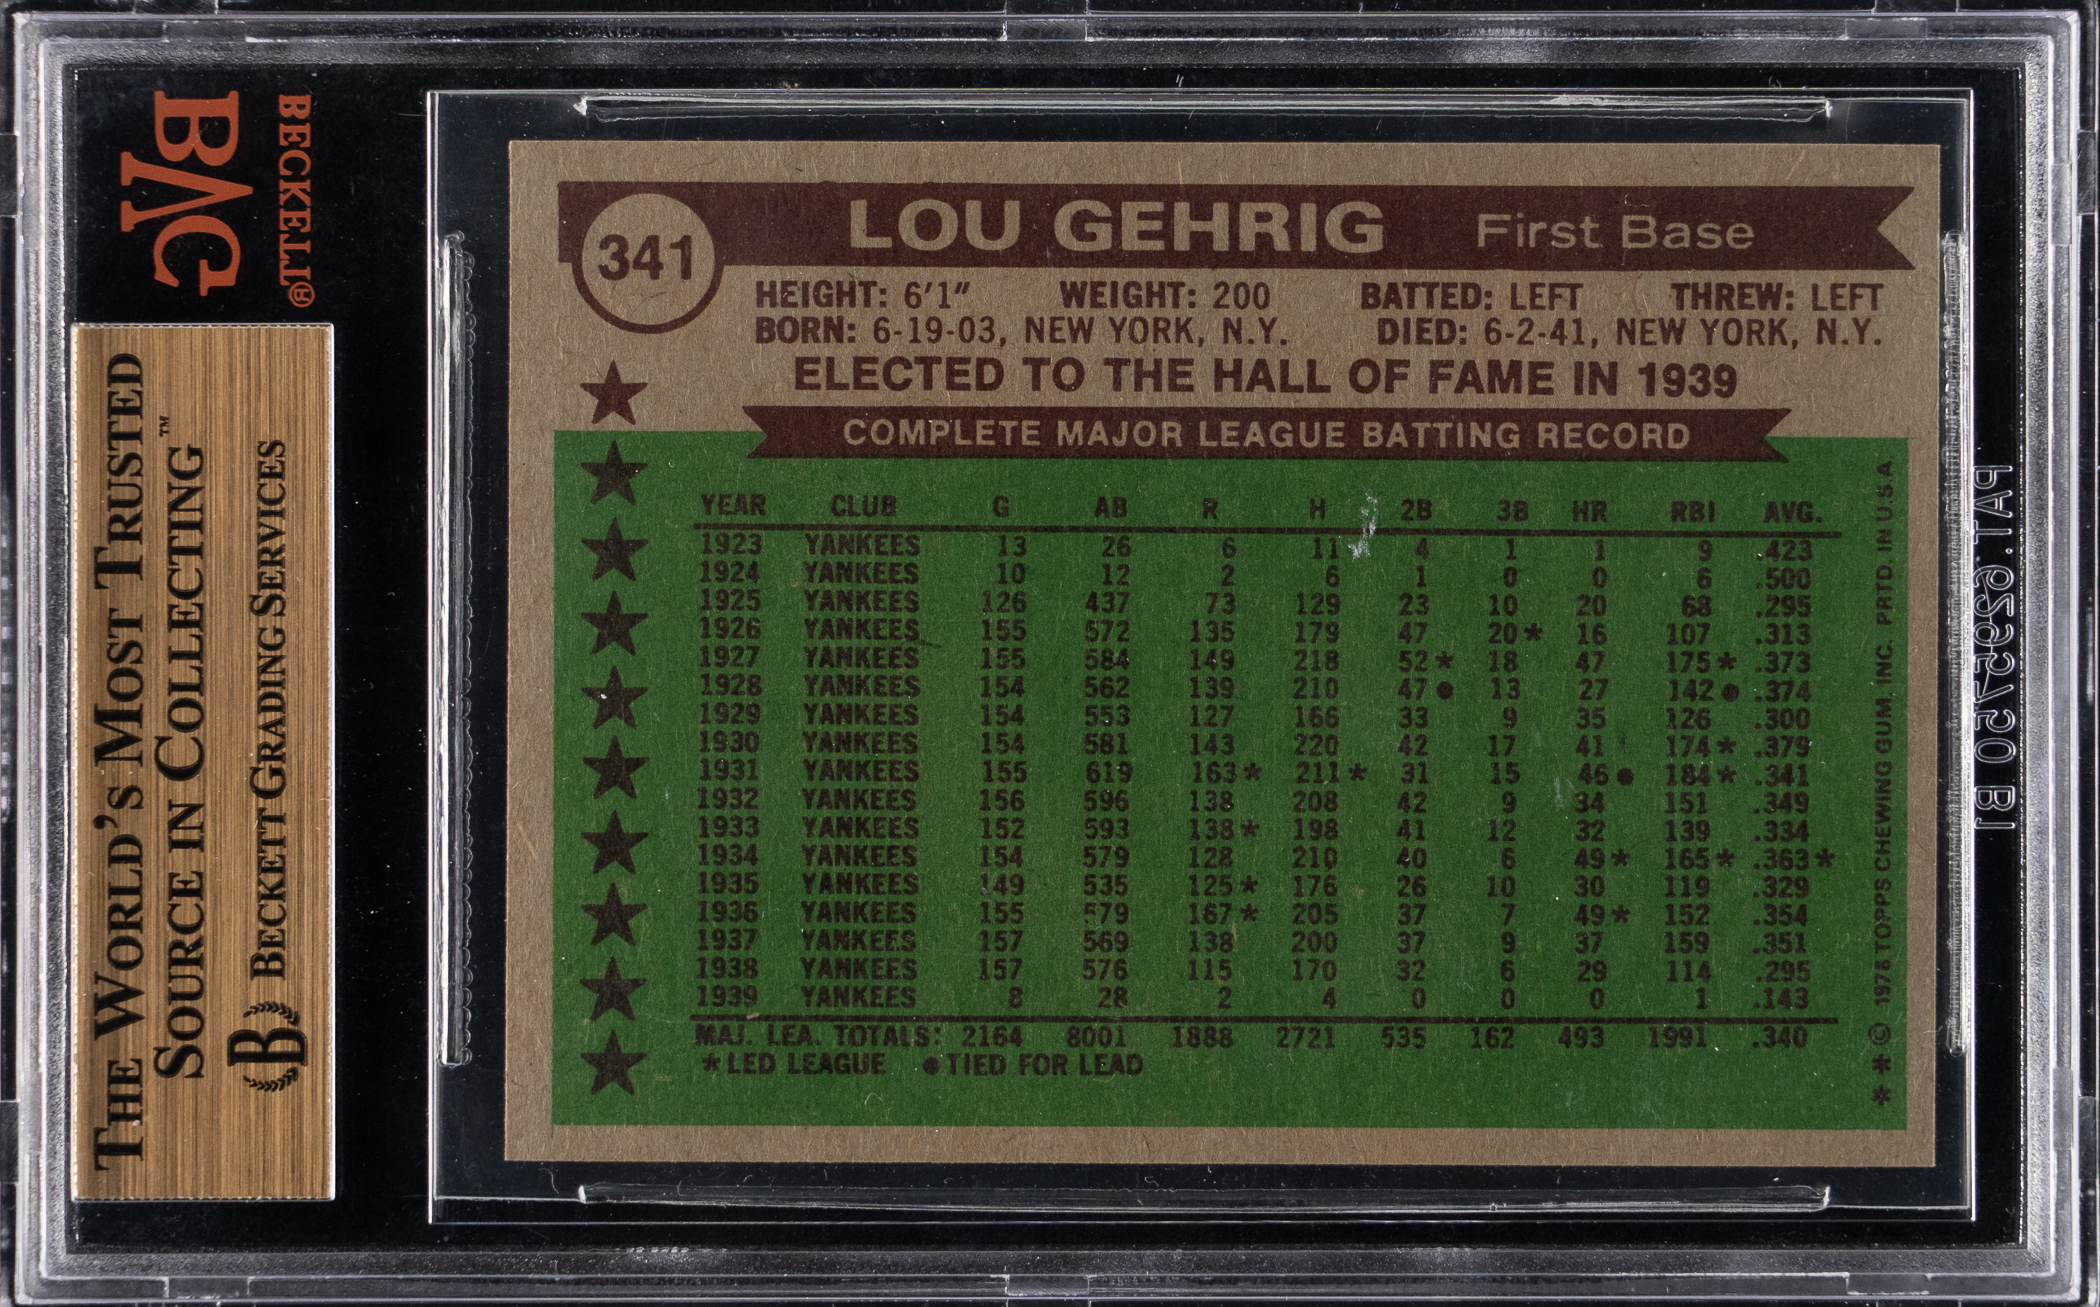 BECKETT®
BVG
THE WORLD'S MOST TRUSTED
SOURCE IN COLLECTING™
B BECKETT GRADING SERVICES
341
LOU GEHRIG First Base
HEIGHT: 6'1" WEIGHT: 200 BATTED: LEFT THREW: LEFT
BORN: 6-19-03, NEW YORK, N.Y. DIED: 6-2-41, NEW YORK, N.Y.
ELECTED TO THE HALL OF FAME IN 1939
COMPLETE MAJOR LEAGUE BATTING RECORD
YEAR CLUB G AB R H 2B 3B HR RBI AVG.
1923 YANKEES 13 26 6 11 4 1 1 9 .423
1924 YANKEES 10 12 2 6 1 0 0 6 .500
1925 YANKEES 126 437 73 129 23 10 20 68 .295
1926 YANKEES 155 572 135 179 47 20* 16 107 .313
1927 YANKEES 155 584 149 218 52* 18 47 175* .373
1928 YANKEES 154 562 139 210 47● 13 27 142● .374
1929 YANKEES 154 553 127 166 33 9 35 126 .300
1930 YANKEES 154 581 143 220 42 17 41 174* .379
1931 YANKEES 155 619 163* 211* 31 15 46● 184* .341
1932 YANKEES 156 596 138 208 42 9 34 151 .349
1933 YANKEES 152 593 138* 198 41 12 32 139 .334
1934 YANKEES 154 579 128 210 40 6 49* 165* .363*
1935 YANKEES 149 535 125* 176 26 10 30 119 .329
1936 YANKEES 155 579 167* 205 37 7 49* 152 .354
1937 YANKEES 157 569 138 200 37 9 37 159 .351
1938 YANKEES 157 576 115 170 32 6 29 114 .295
1939 YANKEES 8 28 2 4 0 0 0 1 .143
MAJ. LEA. TOTALS: 2164 8001 1888 2721 535 162 493 1991 .340
*LED LEAGUE ●TIED FOR LEAD
**© 1976 TOPPS CHEWING GUM, INC. PRTD. IN U.S.A.
PAT. 6295750 B1